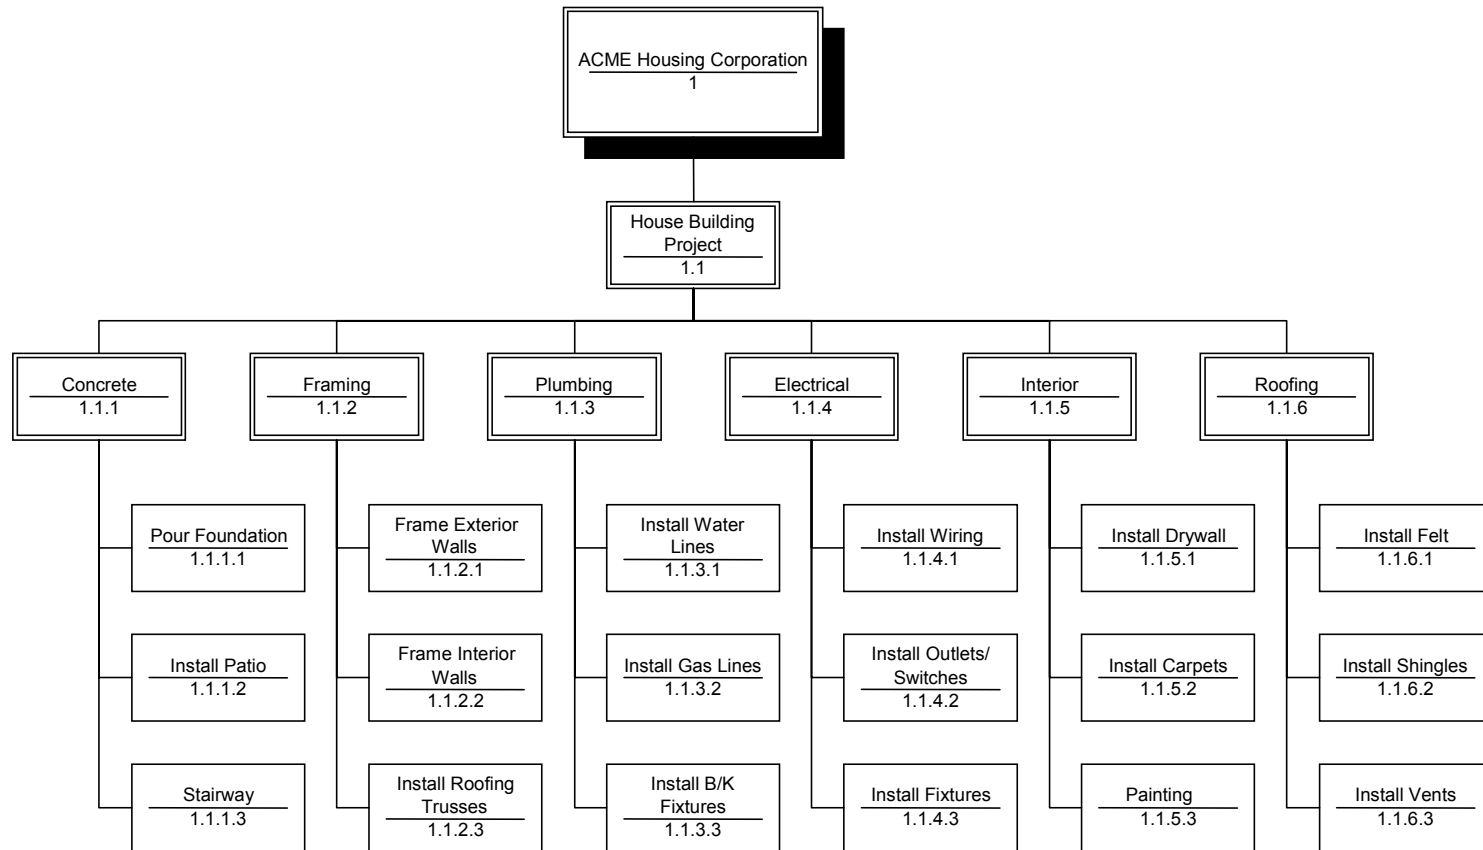 ACME Housing Corporation
1
House Building
Project
1.1
Concrete
1.1.1
Framing
1.1.2
Plumbing
1.1.3
Electrical
1.1.4
Interior
1.1.5
Roofing
1.1.6
Pour Foundation
1.1.1.1
Frame Exterior
Walls
1.1.2.1
Install Water
Lines
1.1.3.1
Install Wiring
1.1.4.1
Install Drywall
1.1.5.1
Install Felt
1.1.6.1
Install Patio
1.1.1.2
Frame Interior
Walls
1.1.2.2
Install Gas Lines
1.1.3.2
Install Outlets/
Switches
1.1.4.2
Install Carpets
1.1.5.2
Install Shingles
1.1.6.2
Stairway
1.1.1.3
Install Roofing
Trusses
1.1.2.3
Install B/K
Fixtures
1.1.3.3
Install Fixtures
1.1.4.3
Painting
1.1.5.3
Install Vents
1.1.6.3